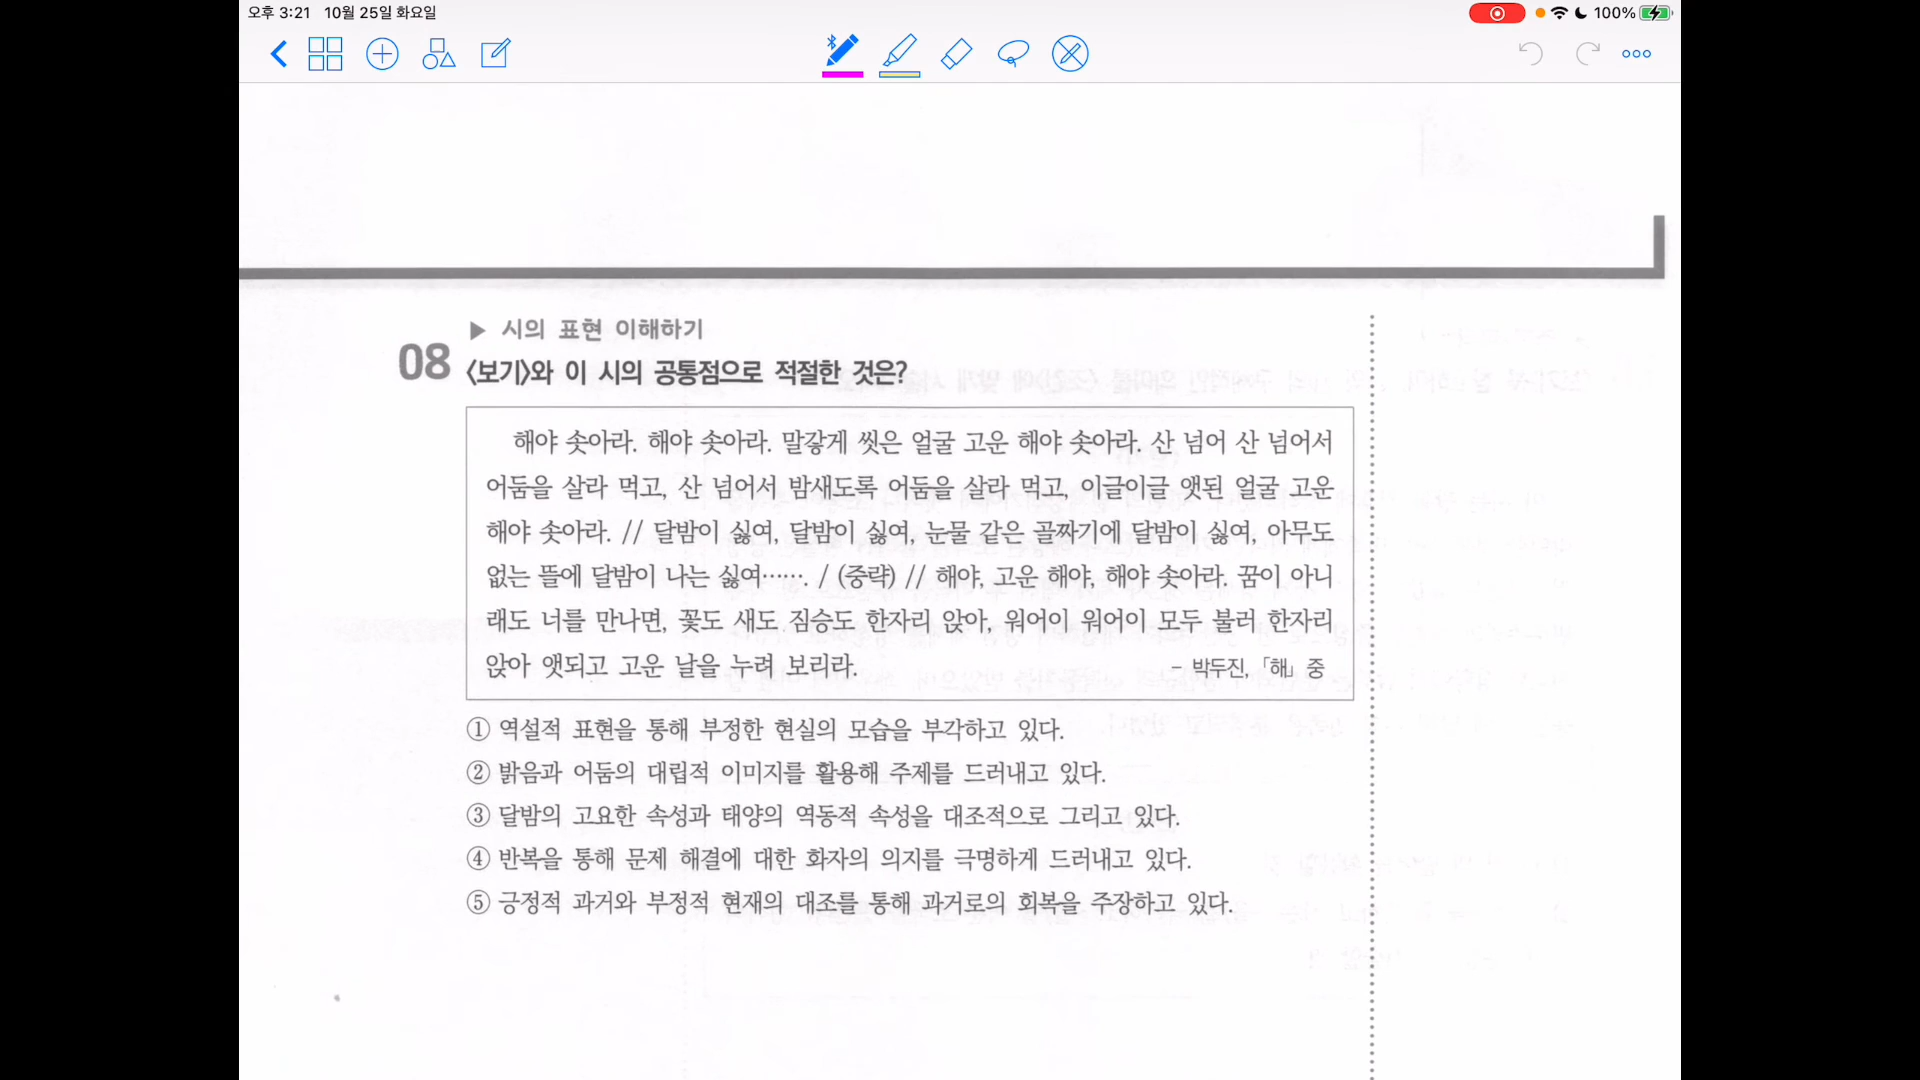 오후 3:21 10월 25일 화요일
100%
▶ 시의 표현 이해하기
08 〈보기〉와 이 시의 공통점으로 적절한 것은?
해야 솟아라. 해야 솟아라. 말갛게 씻은 얼굴 고운 해야 솟아라. 산 넘어 산 넘어서
어둠을 살라 먹고, 산 넘어서 밤새도록 어둠을 살라 먹고, 이글이글 앳된 얼굴 고운
해야 솟아라. // 달밤이 싫여, 달밤이 싫여, 눈물 같은 골짜기에 달밤이 싫여, 아무도
없는 뜰에 달밤이 나는 싫여……. / (중략) // 해야, 고운 해야, 해야 솟아라. 꿈이 아니
래도 너를 만나면, 꽃도 새도 짐승도 한자리 앉아, 워어이 워어이 모두 불러 한자리
앉아 앳되고 고운 날을 누려 보리라.
- 박두진, 「해」 중
① 역설적 표현을 통해 부정한 현실의 모습을 부각하고 있다.
② 밝음과 어둠의 대립적 이미지를 활용해 주제를 드러내고 있다.
③ 달밤의 고요한 속성과 태양의 역동적 속성을 대조적으로 그리고 있다.
④ 반복을 통해 문제 해결에 대한 화자의 의지를 극명하게 드러내고 있다.
⑤ 긍정적 과거와 부정적 현재의 대조를 통해 과거로의 회복을 주장하고 있다.